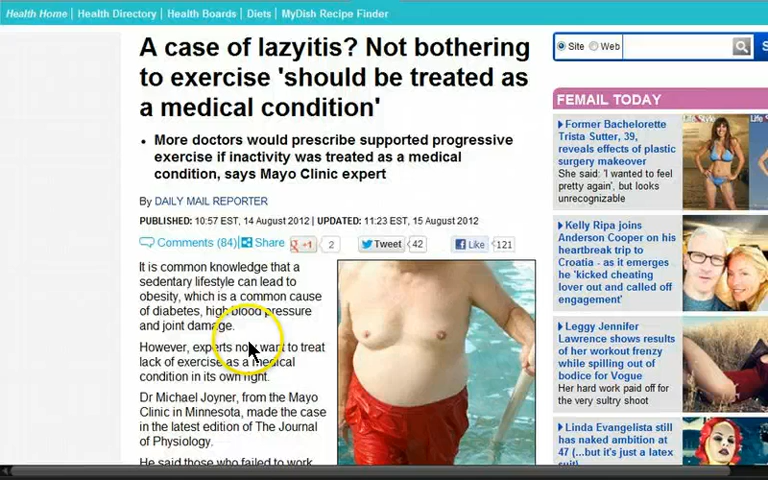 Health Home | Health Directory | Health Boards | Diets | MyDish Recipe Finder
A case of lazyitis? Not bothering
to exercise 'should be treated as
a medical condition'
• More doctors would prescribe supported progressive
exercise if inactivity was treated as a medical
condition, says Mayo Clinic expert
By DAILY MAIL REPORTER
PUBLISHED: 10:57 EST, 14 August 2012 | UPDATED: 11:23 EST, 15 August 2012
Comments (84) Share +1 2 Tweet 42 Like 121
It is common knowledge that a
sedentary lifestyle can lead to
obesity, which is a common cause
of diabetes, high blood pressure
and joint damage.
However, experts now want to treat
lack of exercise as a medical
condition in its own right.
Dr Michael Joyner, from the Mayo
Clinic in Minnesota, made the case
in the latest edition of The Journal
of Physiology.
He said those who failed to work
Site Web S
FEMAIL TODAY
Former Bachelorette
Trista Sutter, 39,
reveals effects of plastic
surgery makeover
She said: 'I wanted to feel
pretty again', but looks
unrecognizable
Kelly Ripa joins
Anderson Cooper on his
heartbreak trip to
Croatia - as it emerges
he 'kicked cheating
lover out and called off
engagement'
Leggy Jennifer
Lawrence shows results
of her workout frenzy
while spilling out of
bodice for Vogue
Her hard work paid off for
the very sultry shoot
Linda Evangelista still
has naked ambition at
47 (...but it's just a latex
suit)